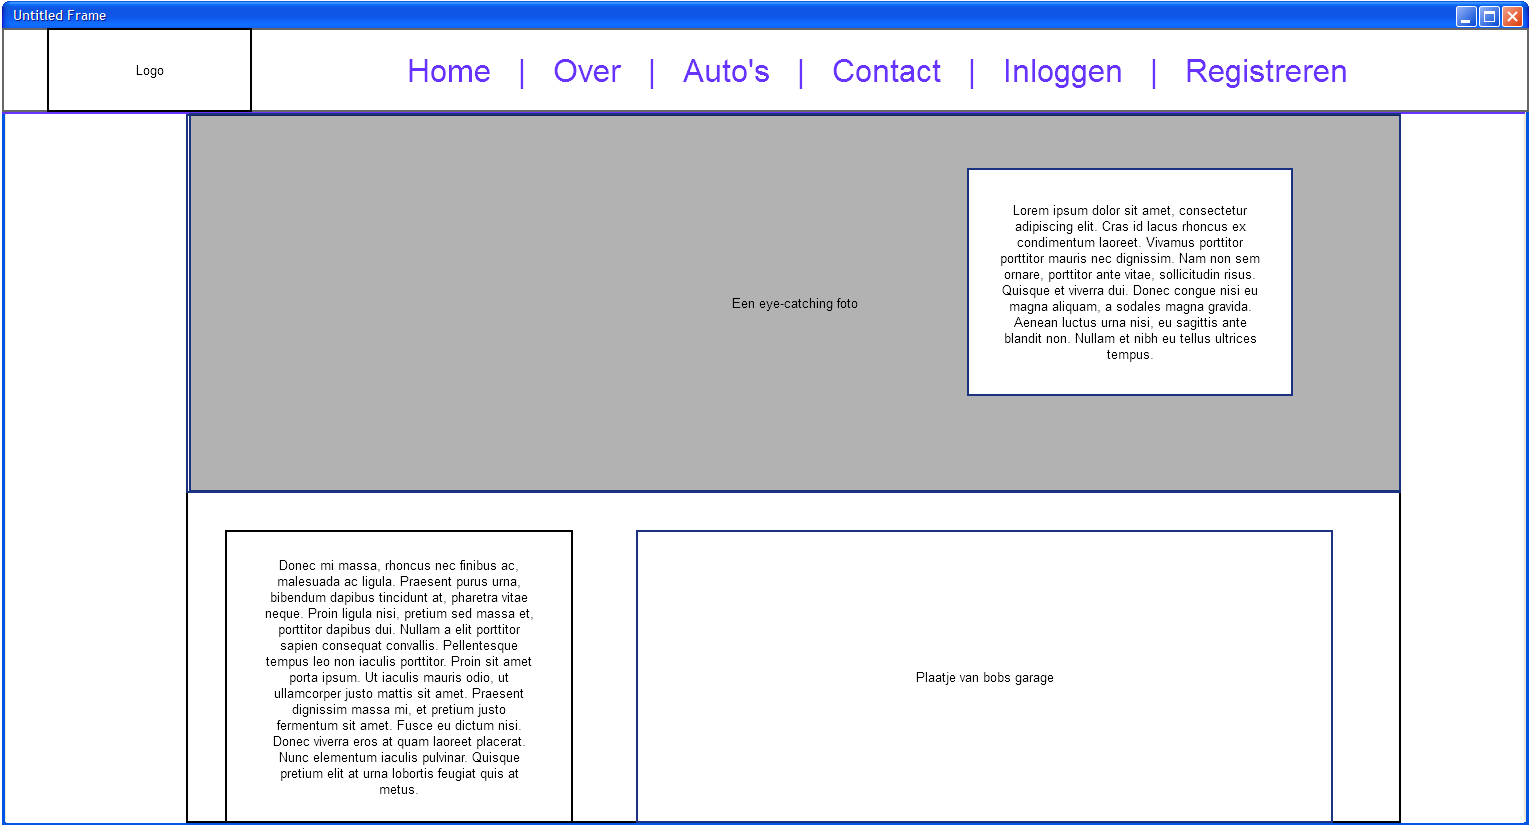 Untitled Frame
Logo
Home | Over | Auto's | Contact | Inloggen | Registreren
Lorem ipsum dolor sit amet, consectetur
adipiscing elit. Cras id lacus rhoncus ex
condimentum laoreet. Vivamus porttitor
porttitor mauris nec dignissim. Nam non sem
ornare, porttitor ante vitae, sollicitudin risus.
Quisque et viverra dui. Donec congue nisi eu
magna aliquam, a sodales magna gravida.
Aenean luctus urna nisi, eu sagittis ante
blandit non. Nullam et nibh eu tellus ultrices
tempus.
Een eye-catching foto
Donec mi massa, rhoncus nec finibus ac,
malesuada ac ligula. Praesent purus urna,
bibendum dapibus tincidunt at, pharetra vitae
neque. Proin ligula nisi, pretium sed massa et,
porttitor dapibus dui. Nullam a elit porttitor
sapien consequat convallis. Pellentesque
tempus leo non iaculis porttitor. Proin sit amet
porta ipsum. Ut iaculis mauris odio, ut
ullamcorper justo mattis sit amet. Praesent
dignissim massa mi, et pretium justo
fermentum sit amet. Fusce eu dictum nisi.
Donec viverra eros at quam laoreet placerat.
Nunc elementum iaculis pulvinar. Quisque
pretium elit at urna lobortis feugiat quis at
metus.
Plaatje van bobs garage